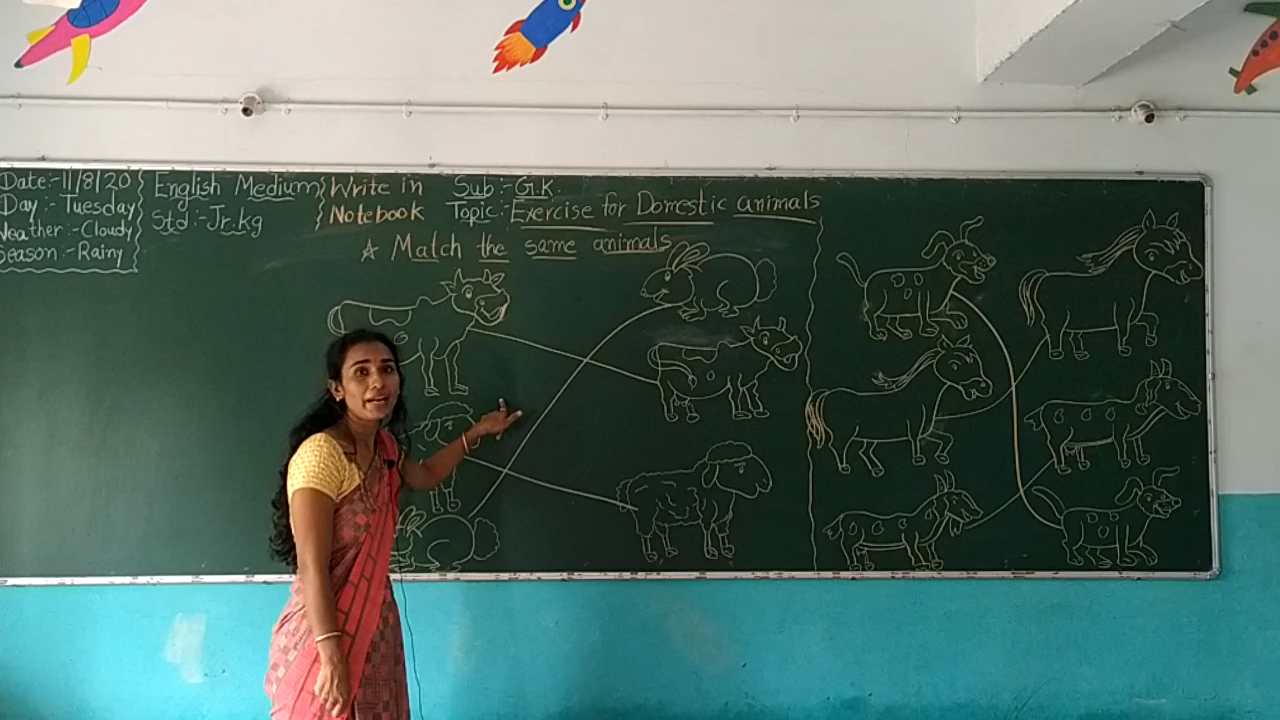 Date:-11/8/20
Day:- Tuesday
Weather:-Cloudy
Season:-Rainy
English Medium
Std:-Jr.kg
Write in
Notebook
Sub:-G.K.
Topic:-Exercise for Domestic animals
☆ Match the same animals